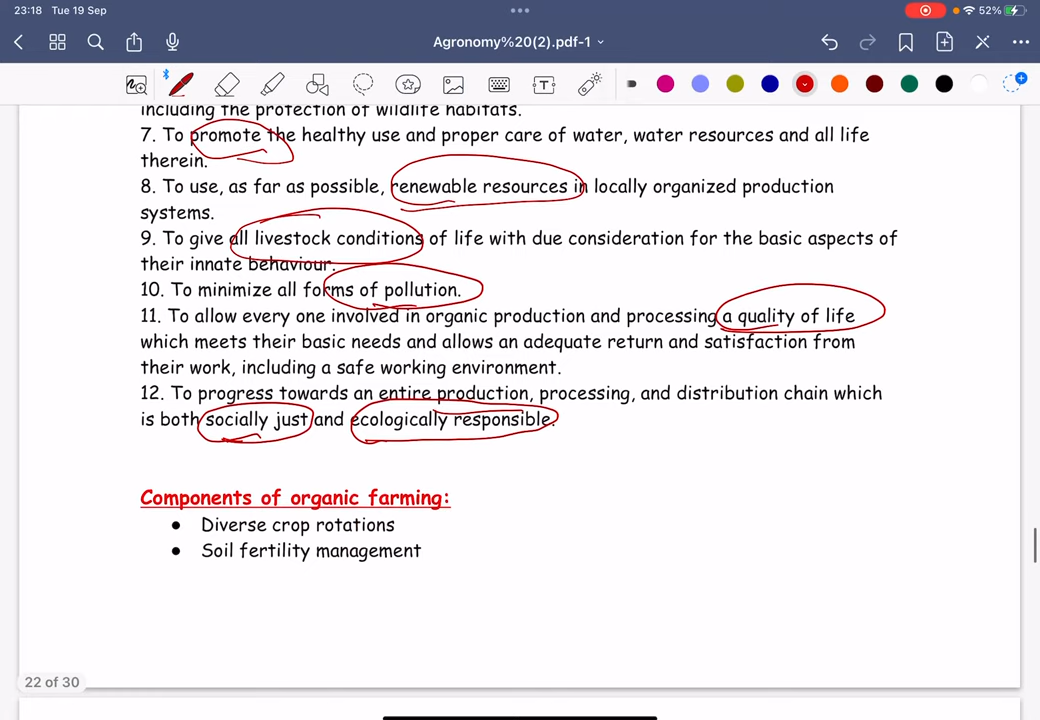 23:18 Tue 19 Sep
52%
Agronomy%20(2).pdf-1
including the protection of wildlife habitats.
7. To promote the healthy use and proper care of water, water resources and all life
therein.
8. To use, as far as possible, renewable resources in locally organized production
systems.
9. To give all livestock conditions of life with due consideration for the basic aspects of
their innate behaviour.
10. To minimize all forms of pollution.
11. To allow every one involved in organic production and processing a quality of life
which meets their basic needs and allows an adequate return and satisfaction from
their work, including a safe working environment.
12. To progress towards an entire production, processing, and distribution chain which
is both socially just and ecologically responsible.
Components of organic farming:
● Diverse crop rotations
● Soil fertility management
22 of 30